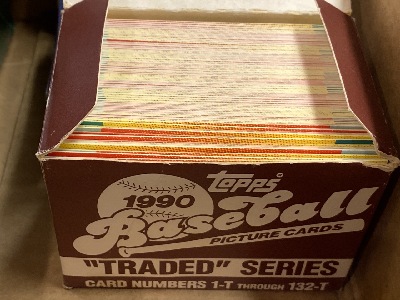 topps
1990
Baseball
PICTURE CARDS
"TRADED" SERIES
CARD NUMBERS 1-T THROUGH 132-T